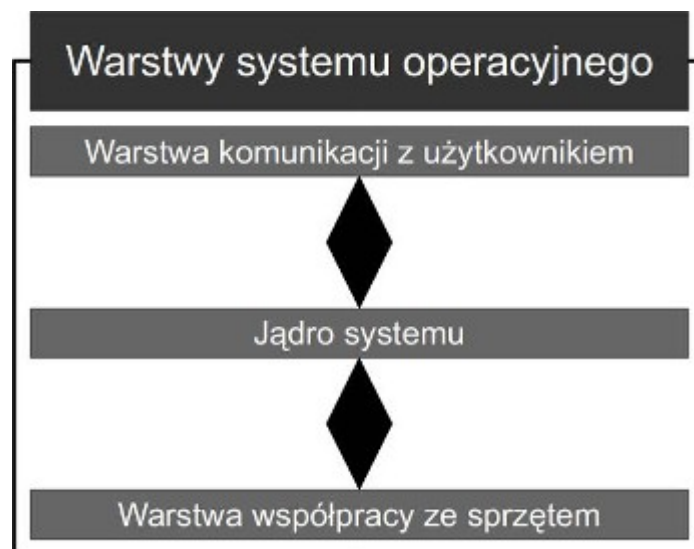 Warstwy systemu operacyjnego
Warstwa komunikacji z użytkownikiem
Jądro systemu
Warstwa współpracy ze sprzętem